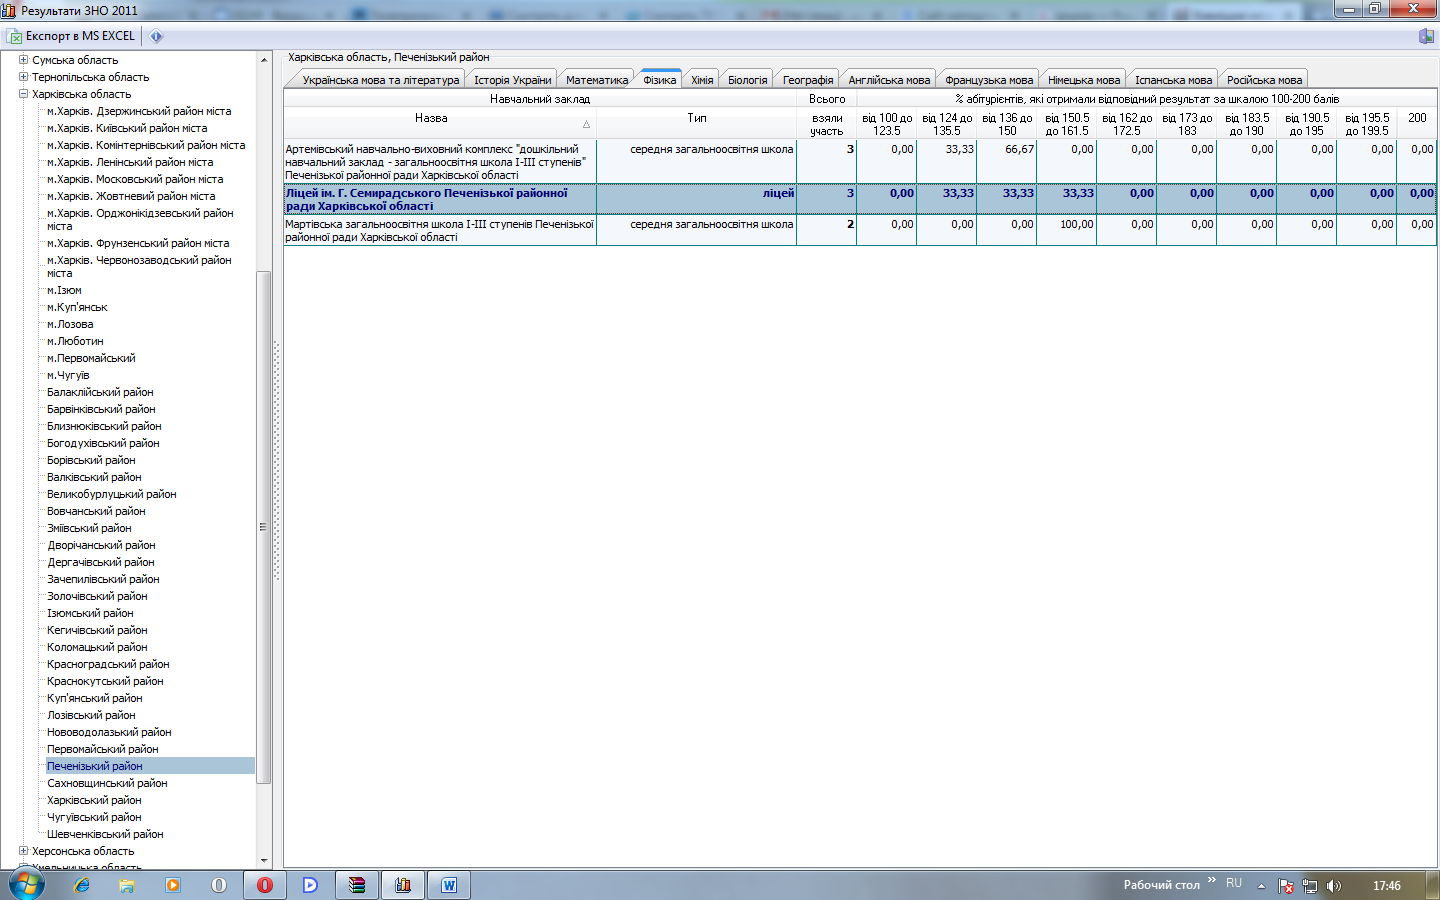 Результати ЗНО 2011
Експорт в MS EXCEL
Сумська область
Тернопільська область
Харківська область
м.Харків. Дзержинський район міста
м.Харків. Київський район міста
м.Харків. Комінтернівський район міста
м.Харків. Ленінський район міста
м.Харків. Московський район міста
м.Харків. Жовтневий район міста
м.Харків. Орджонікідзевський район
міста
м.Харків. Фрунзенський район міста
м.Харків. Червонозаводський район
міста
м.Ізюм
м.Куп'янськ
м.Лозова
м.Люботин
м.Первомайський
м.Чугуїв
Балаклійський район
Барвінківський район
Близнюківський район
Богодухівський район
Борівський район
Валківський район
Великобурлуцький район
Вовчанський район
Зміївський район
Дворічанський район
Дергачівський район
Зачепилівський район
Золочівський район
Ізюмський район
Кегичівський район
Коломацький район
Красноградський район
Краснокутський район
Куп'янський район
Лозівський район
Нововодолазький район
Первомайський район
Печенізький район
Сахновщинський район
Харківський район
Чугуївський район
Шевченківський район
Херсонська область
Хмельницька область
Харківська область, Печенізький район
Українська мова та література Історія України Математика Фізика Хімія Біологія Географія Англійська мова Французька мова Німецька мова Іспанська мова Російська мова
Навчальний заклад Всього % абітурієнтів, які отримали відповідний результат за шкалою 100-200 балів
Назва Тип взяли від 100 до від 124 до від 136 до від 150.5 від 162 до від 173 до від 183.5 від 190.5 від 195.5 200
участь 123.5 135.5 150 до 161.5 172.5 183 до 190 до 195 до 199.5
Артемівський навчально-виховний комплекс "дошкільний середня загальноосвітня школа 3 0,00 33,33 66,67 0,00 0,00 0,00 0,00 0,00 0,00 0,00
навчальний заклад - загальноосвітня школа І-ІІІ ступенів"
Печенізької районної ради Харківської області
Ліцей ім. Г. Семирадського Печенізької районної ліцей 3 0,00 33,33 33,33 33,33 0,00 0,00 0,00 0,00 0,00 0,00
ради Харківської області
Мартівська загальноосвітня школа І-ІІІ ступенів Печенізької середня загальноосвітня школа 2 0,00 0,00 0,00 100,00 0,00 0,00 0,00 0,00 0,00 0,00
районної ради Харківської області
Рабочий стол » RU 17:46